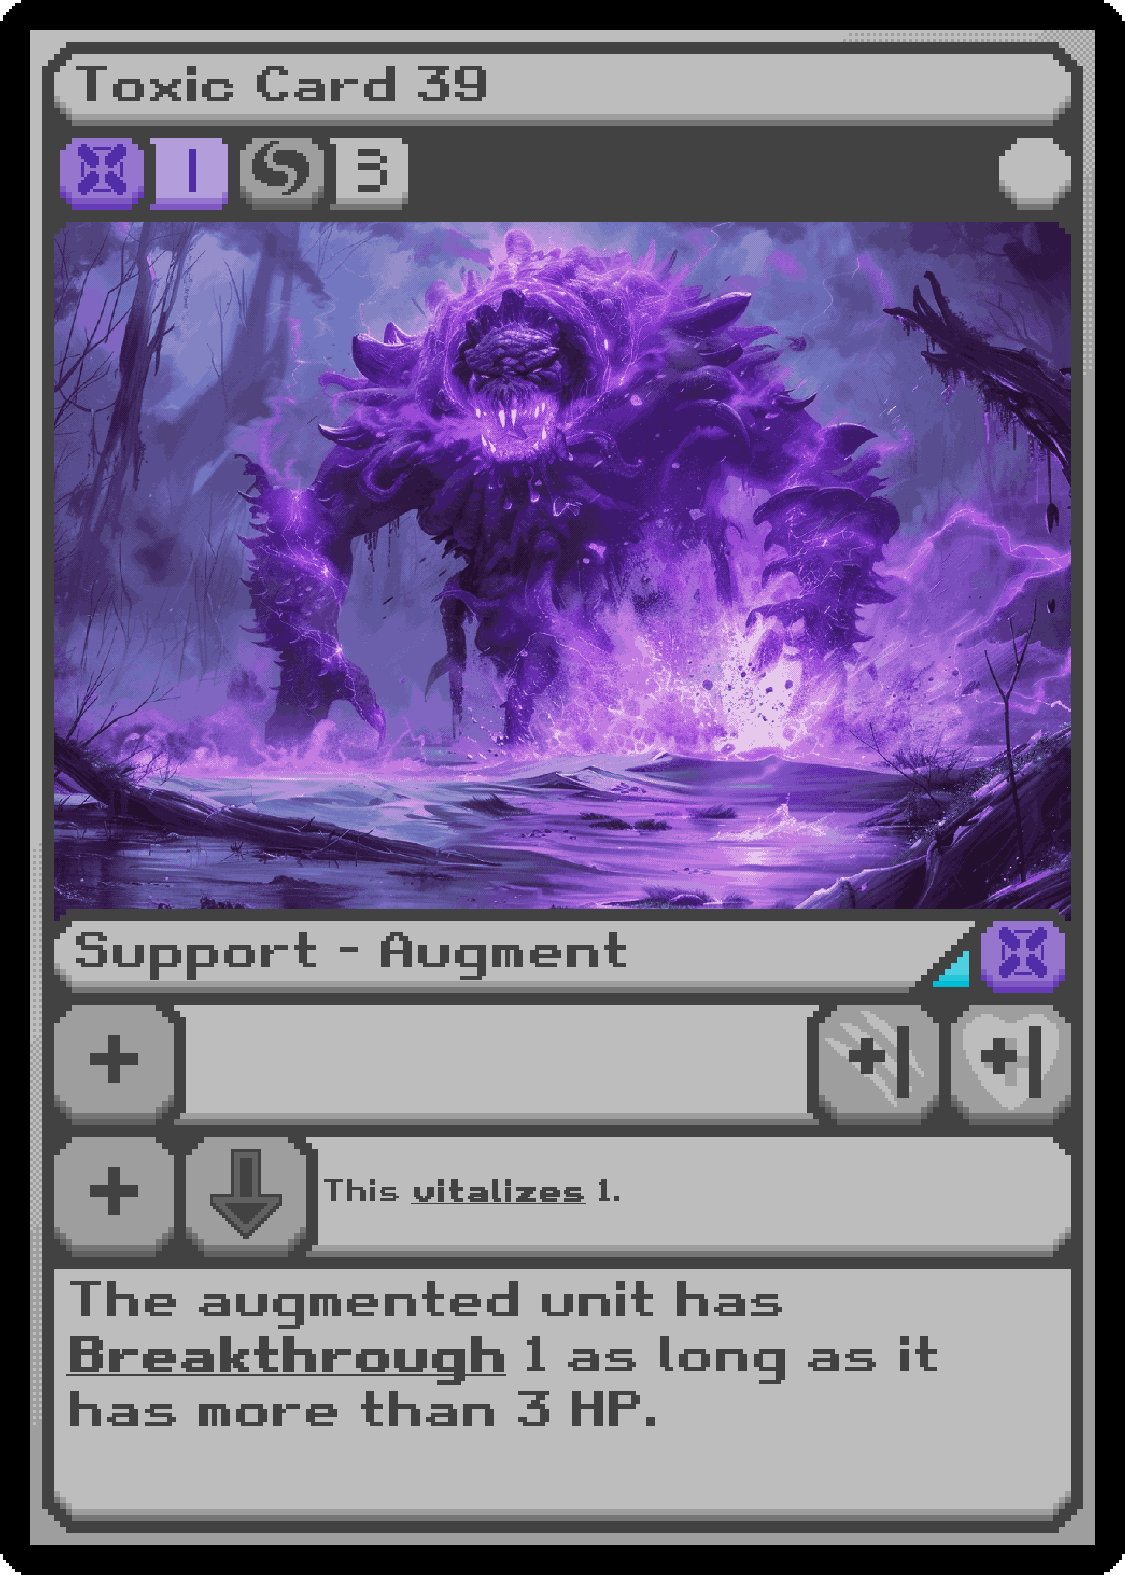 Toxic Card 39
1 3
Support - Augment
+ +1 +1
+ This vitalizes 1.
The augmented unit has
Breakthrough 1 as long as it
has more than 3 HP.